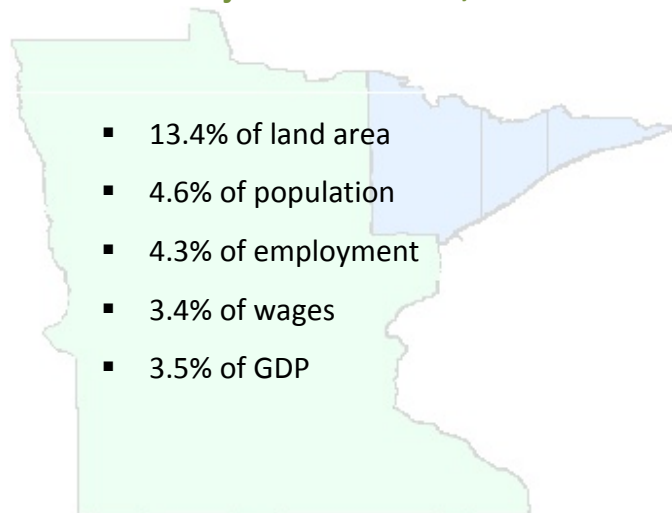 ▪ 13.4% of land area
▪ 4.6% of population
▪ 4.3% of employment
▪ 3.4% of wages
▪ 3.5% of GDP